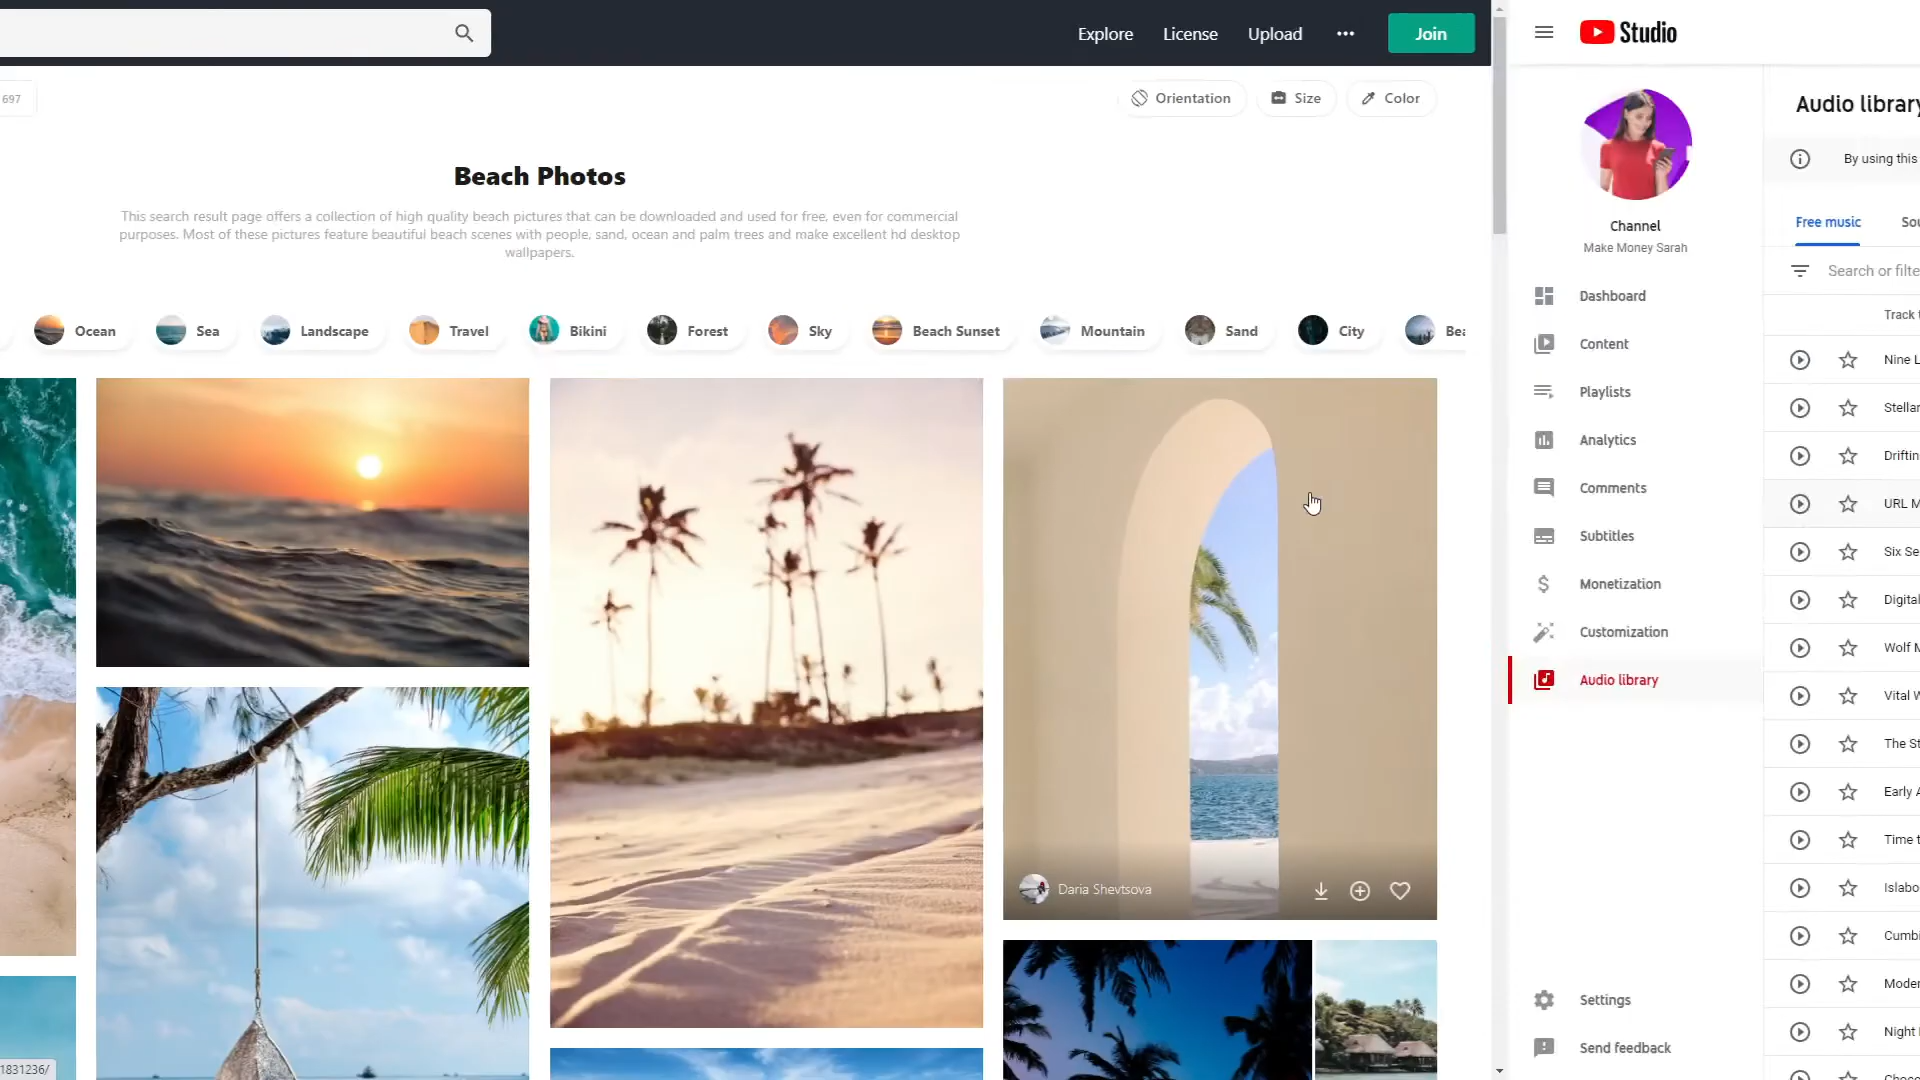 Explore
License
Upload
Join
Studio
697
Orientation
Size
Color
Beach Photos
This search result page offers a collection of high quality beach pictures that can be downloaded and used for free, even for commercial
purposes. Most of these pictures feature beautiful beach scenes with people, sand, ocean and palm trees and make excellent hd desktop
wallpapers.
Ocean
Sea
Landscape
Travel
Bikini
Forest
Sky
Beach Sunset
Mountain
Sand
City
Bea
Daria Shevtsova
1831236/
Channel
Make Money Sarah
Dashboard
Content
Playlists
Analytics
Comments
Subtitles
Monetization
Customization
Audio library
Settings
Send feedback
Audio library
By using this
Free music
Sou
Search or filte
Track t
Nine L
Stellar
Driftin
URL M
Six Se
Digital
Wolf M
Vital W
The St
Early A
Time t
Islabo
Cumbi
Moder
Night